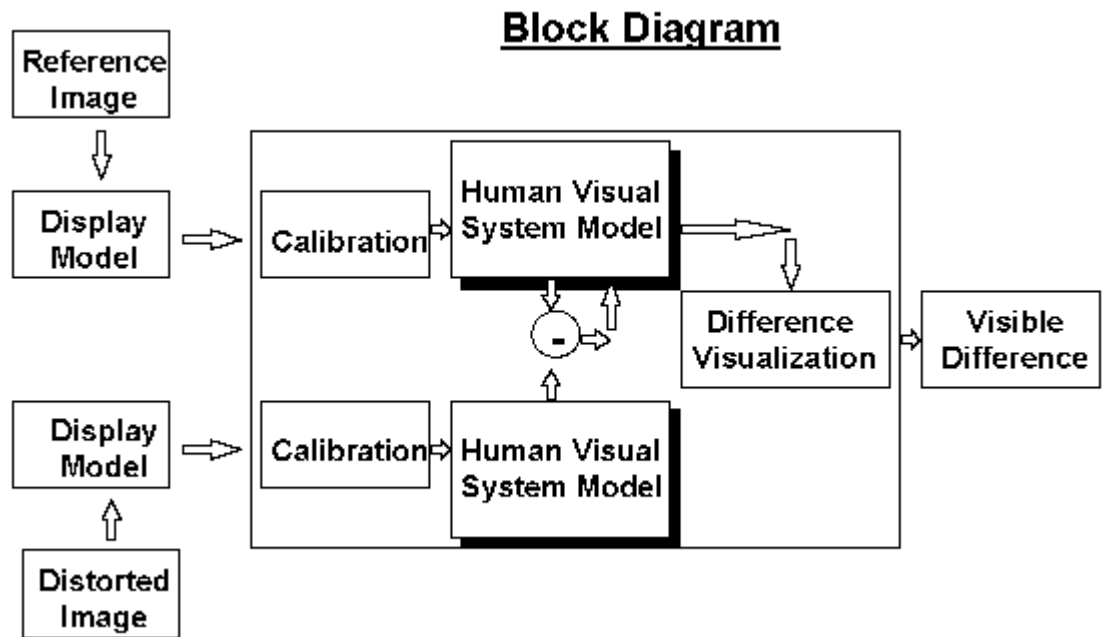 Block Diagram
Reference
Image
Display
Model
Calibration
Human Visual
System Model
-
Difference
Visualization
Visible
Difference
Display
Model
Calibration
Human Visual
System Model
Distorted
Image